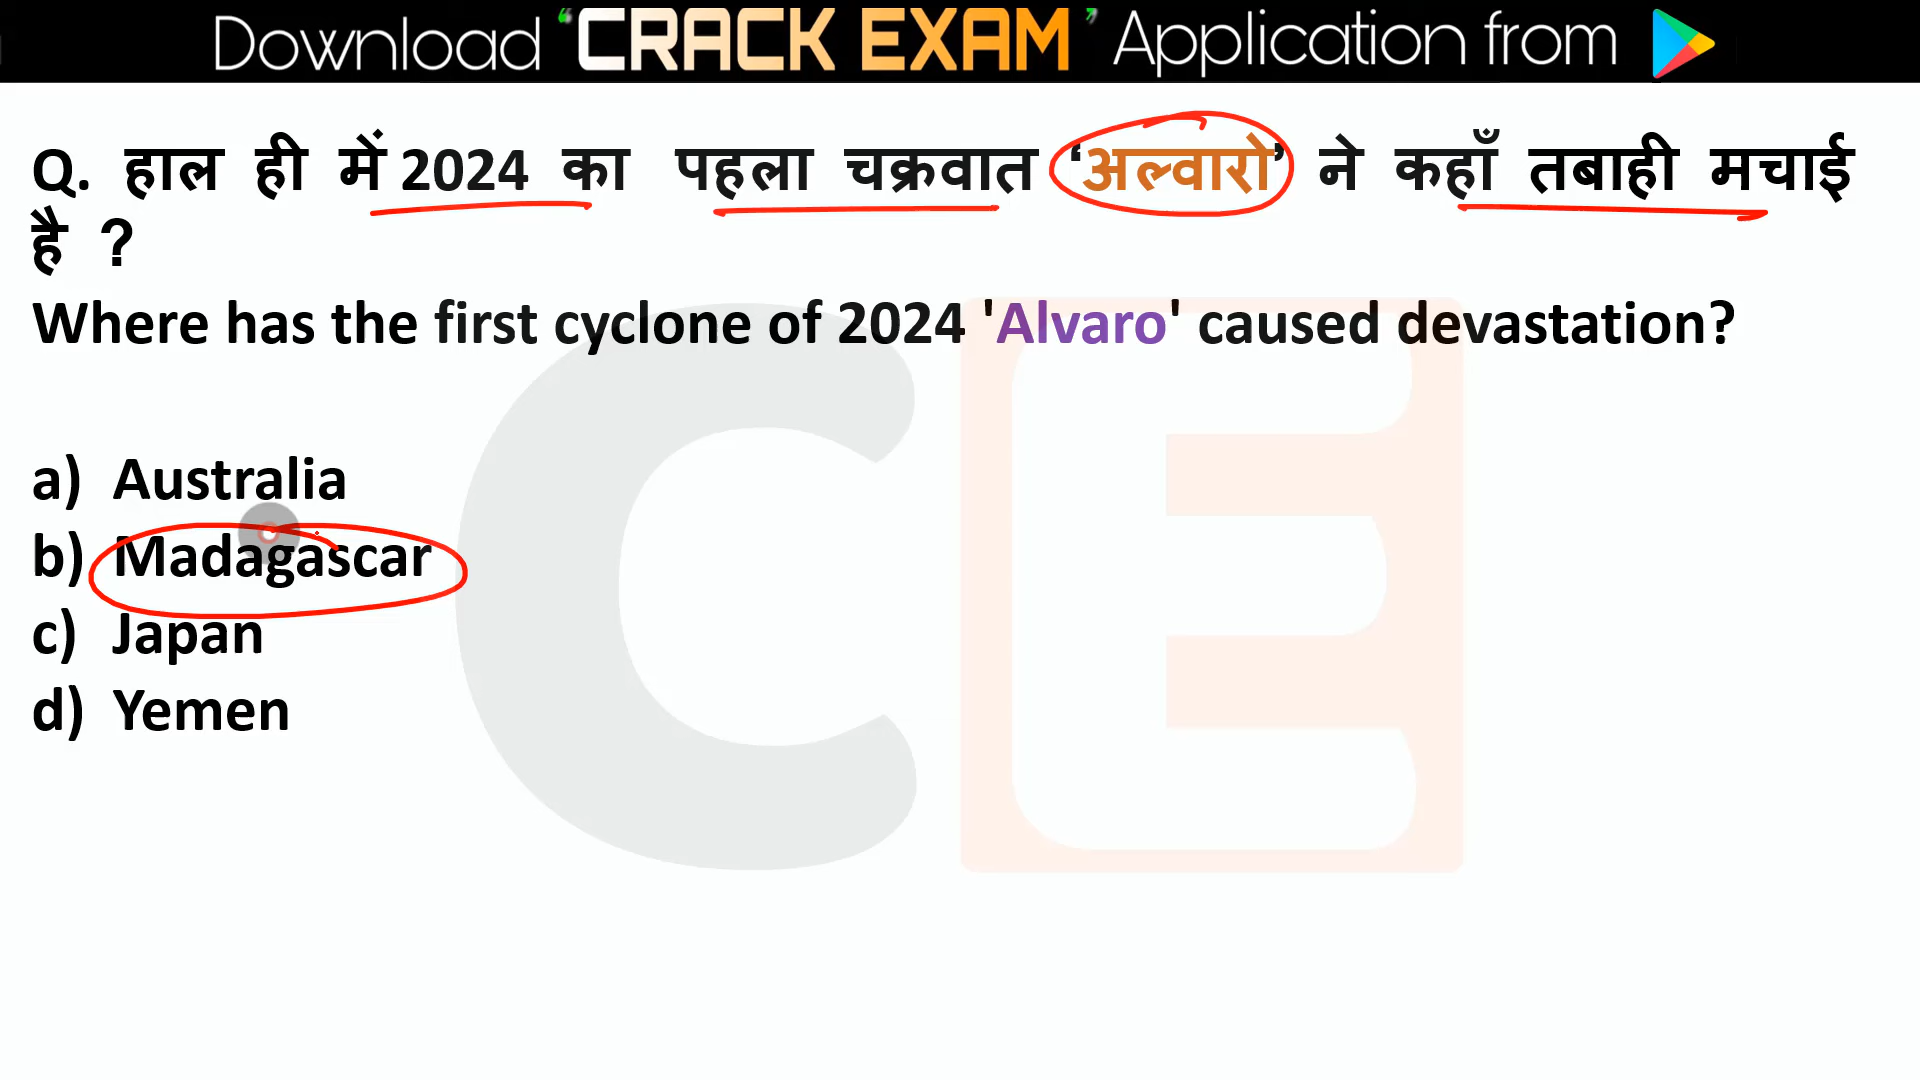 Download ‘CRACK EXAM’ Application from
Q. हाल ही में 2024 का पहला चक्रवात ‘अल्वारो’ ने कहाँ तबाही मचाई
है ?
Where has the first cyclone of 2024 'Alvaro' caused devastation?
a) Australia
b) Madagascar
c) Japan
d) Yemen
CE